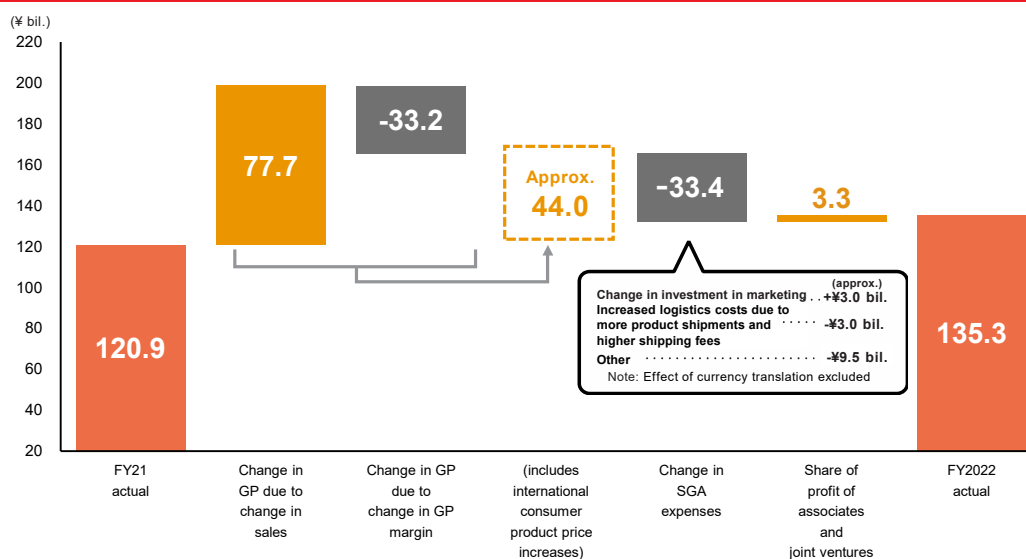 (¥ bil.)
220
200
180
160
140
120
100
80
60
40
20
120.9
77.7
-33.2
Approx.
44.0
-33.4
3.3
135.3
(approx.)
Change in investment in marketing . . +¥3.0 bil.
Increased logistics costs due to
more product shipments and ····· -¥3.0 bil.
higher shipping fees
Other ······················· -¥9.5 bil.
Note: Effect of currency translation excluded
FY21
actual
Change in
GP due to
change in
sales
Change in GP
due to
change in GP
margin
(includes
international
consumer
product price
increases)
Change in
SGA
expenses
Share of
profit of
associates
and
joint ventures
FY2022
actual